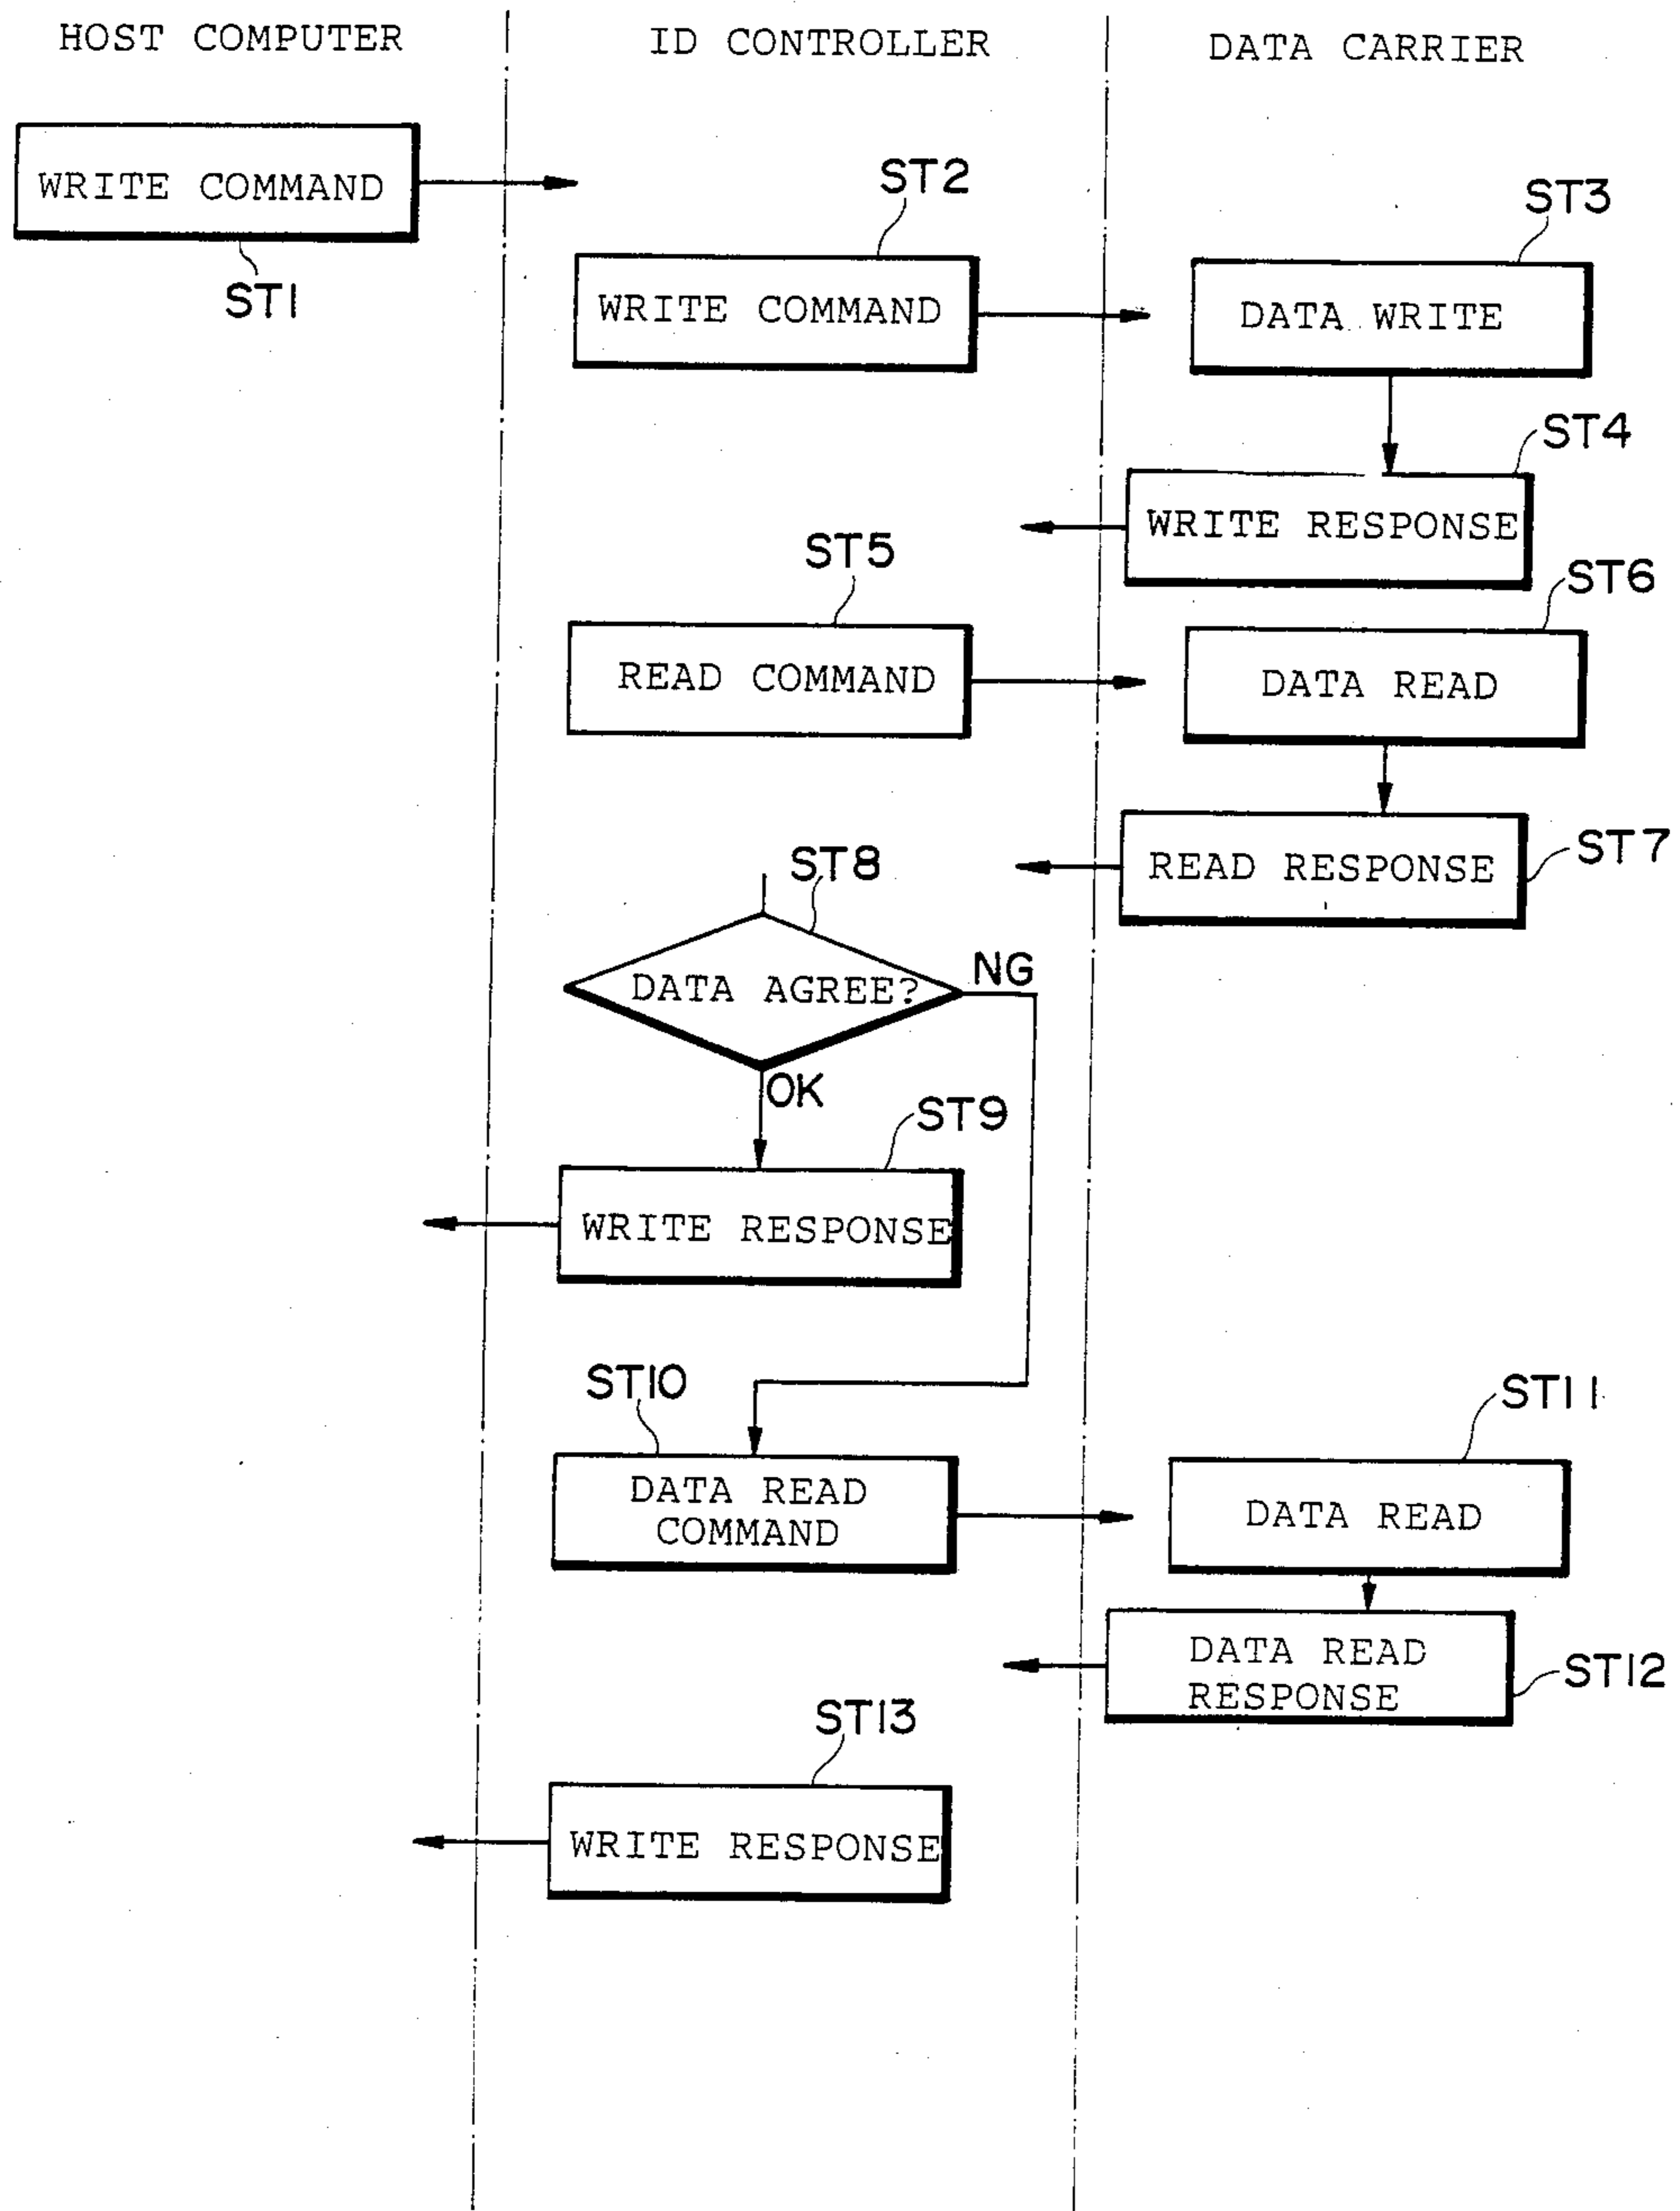 HOST COMPUTER
ID CONTROLLER
DATA CARRIER
WRITE COMMAND
ST1
ST2
WRITE COMMAND
ST3
DATA WRITE
ST4
WRITE RESPONSE
ST5
READ COMMAND
ST6
DATA READ
ST7
READ RESPONSE
ST8
DATA AGREE?
NG
OK
ST9
WRITE RESPONSE
ST10
DATA READ
COMMAND
ST11
DATA READ
ST12
DATA READ
RESPONSE
ST13
WRITE RESPONSE